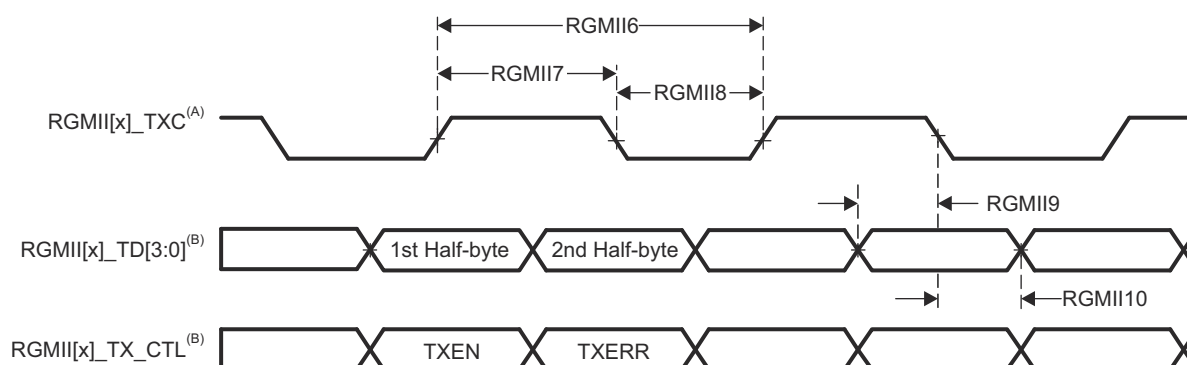 RGMII6
RGMII7
RGMII8
RGMII[x]_TXC(A)
RGMII9
RGMII[x]_TD[3:0](B) 1st Half-byte 2nd Half-byte
RGMII10
RGMII[x]_TX_CTL(B) TXEN TXERR